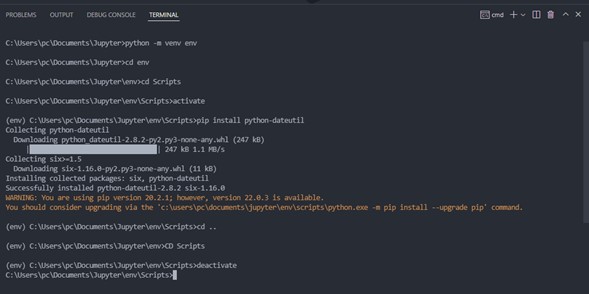 PROBLEMS OUTPUT DEBUG CONSOLE TERMINAL cmd
C:\Users\pc\Documents\Jupyter>python -m venv env
C:\Users\pc\Documents\Jupyter>cd env
C:\Users\pc\Documents\Jupyter\env>cd Scripts
C:\Users\pc\Documents\Jupyter\env\Scripts>activate
(env) C:\Users\pc\Documents\Jupyter\env\Scripts>pip install python-dateutil
Collecting python-dateutil
Downloading python_dateutil-2.8.2-py2.py3-none-any.whl (247 kB)
| | 247 kB 1.1 MB/s
Collecting six>=1.5
Downloading six-1.16.0-py2.py3-none-any.whl (11 kB)
Installing collected packages: six, python-dateutil
Successfully installed python-dateutil-2.8.2 six-1.16.0
WARNING: You are using pip version 20.2.1; however, version 22.0.3 is available.
You should consider upgrading via the 'c:\users\pc\documents\jupyter\env\scripts\python.exe -m pip install --upgrade pip' command.
(env) C:\Users\pc\Documents\Jupyter\env\Scripts>cd ..
(env) C:\Users\pc\Documents\Jupyter\env>CD Scripts
(env) C:\Users\pc\Documents\Jupyter\env\Scripts>deactivate
C:\Users\pc\Documents\Jupyter\env\Scripts>